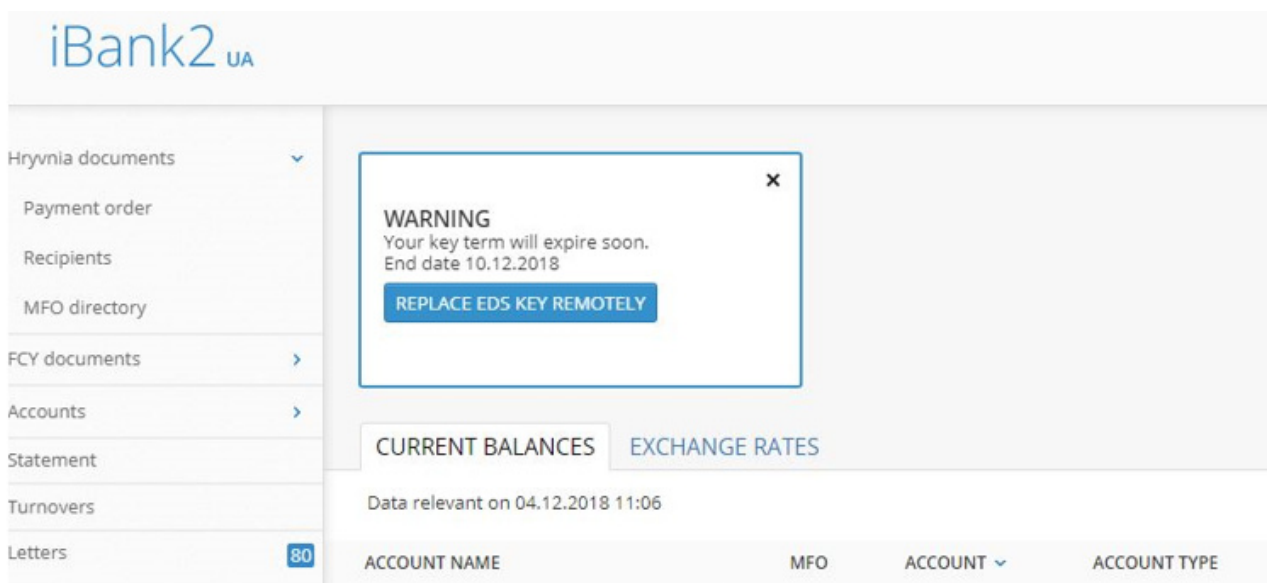 iBank2 UA
Hryvnia documents
Payment order
Recipients
MFO directory
FCY documents
Accounts
Statement
Turnovers
Letters 80
×
WARNING
Your key term will expire soon.
End date 10.12.2018
REPLACE EDS KEY REMOTELY
CURRENT BALANCES EXCHANGE RATES
Data relevant on 04.12.2018 11:06
ACCOUNT NAME MFO ACCOUNT ACCOUNT TYPE